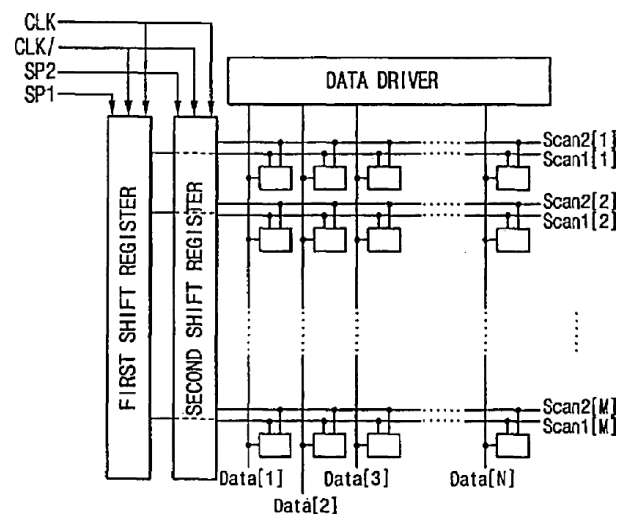 CLK
CLK/
SP2
SP1
DATA DRIVER
FIRST SHIFT REGISTER
SECOND SHIFT REGISTER
Scan2[1]
Scan1[1]
Scan2[2]
Scan1[2]
Scan2[M]
Scan1[M]
Data[1]
Data[2]
Data[3]
Data[N]